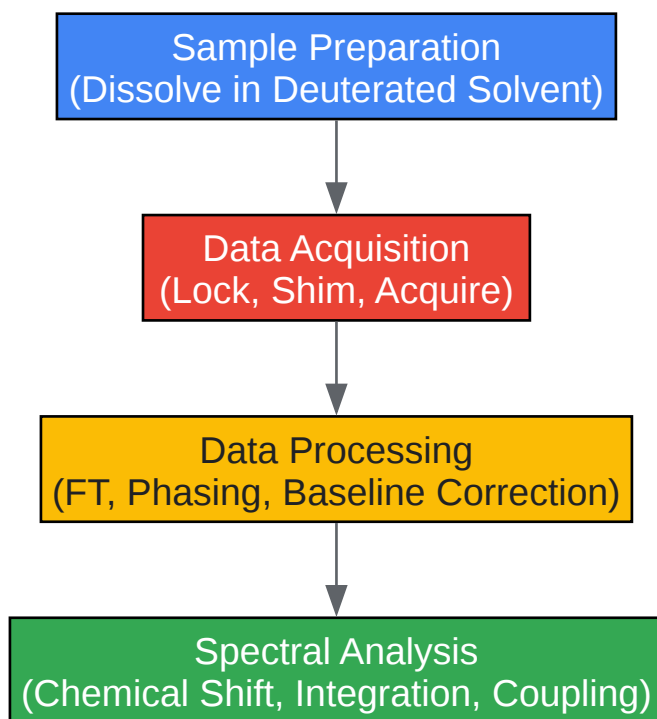 Sample Preparation
(Dissolve in Deuterated Solvent)
Data Acquisition
(Lock, Shim, Acquire)
Data Processing
(FT, Phasing, Baseline Correction)
Spectral Analysis
(Chemical Shift, Integration, Coupling)